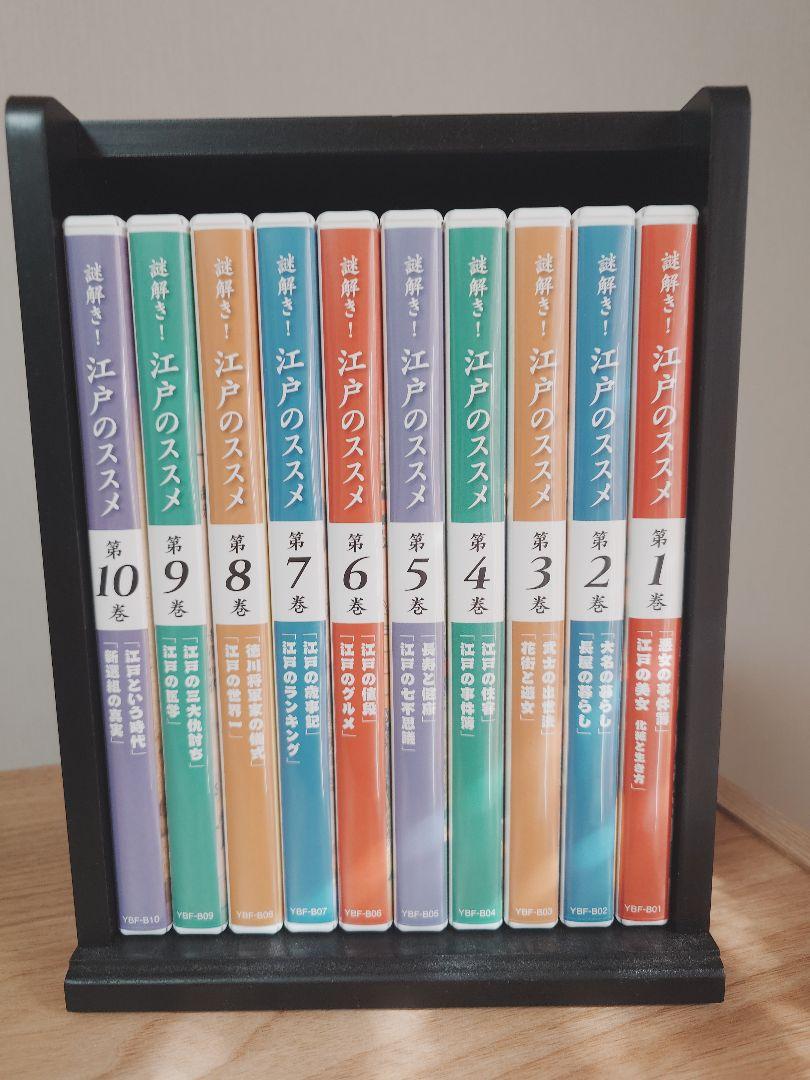 謎解き! 江戸のススメ
第
10
巻
「江戸という時代」
「新選組の真実」
YBF-B10
謎解き! 江戸のススメ
第
9
巻
「江戸の三大仇討ち」
「江戸の医学」
YBF-B09
謎解き! 江戸のススメ
第
8
巻
「徳川将軍家の儀式」
「江戸の世界一」
YBF-B08
謎解き! 江戸のススメ
第
7
巻
「江戸の歳事記」
「江戸のランキング」
YBF-B07
謎解き! 江戸のススメ
第
6
巻
「江戸の値段」
「江戸のグルメ」
YBF-B06
謎解き! 江戸のススメ
第
5
巻
「長寿と健康」
「江戸の七不思議」
YBF-B05
謎解き! 江戸のススメ
第
4
巻
「江戸の侠客」
「江戸の事件簿」
YBF-B04
謎解き! 江戸のススメ
第
3
巻
「武士の出世法」
「花街と遊女」
YBF-B03
謎解き! 江戸のススメ
第
2
巻
「大名の暮らし」
「長屋の暮らし」
YBF-B02
謎解き! 江戸のススメ
第
1
巻
「悪女の事件簿」
「江戸の美女 化粧と生き方」
YBF-B01